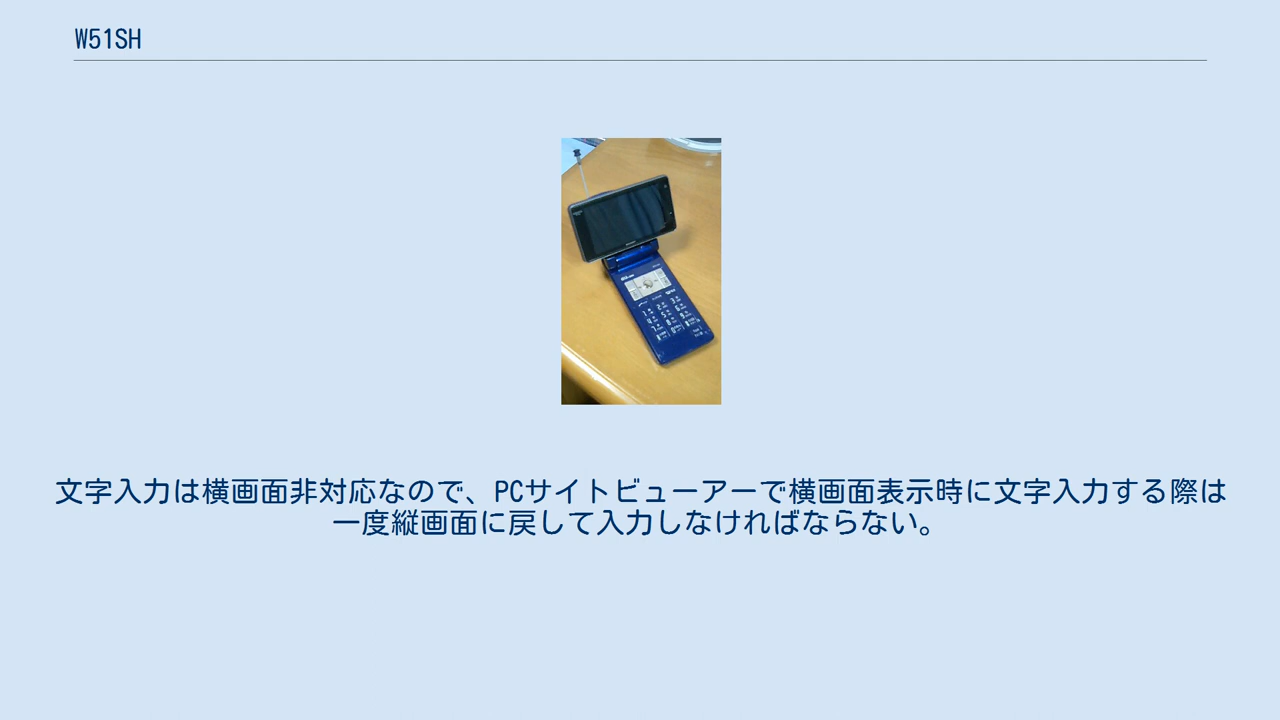 W51SH
文字入力は横画面非対応なので、PCサイトビューアーで横画面表示時に文字入力する際は
一度縦画面に戻して入力しなければならない。